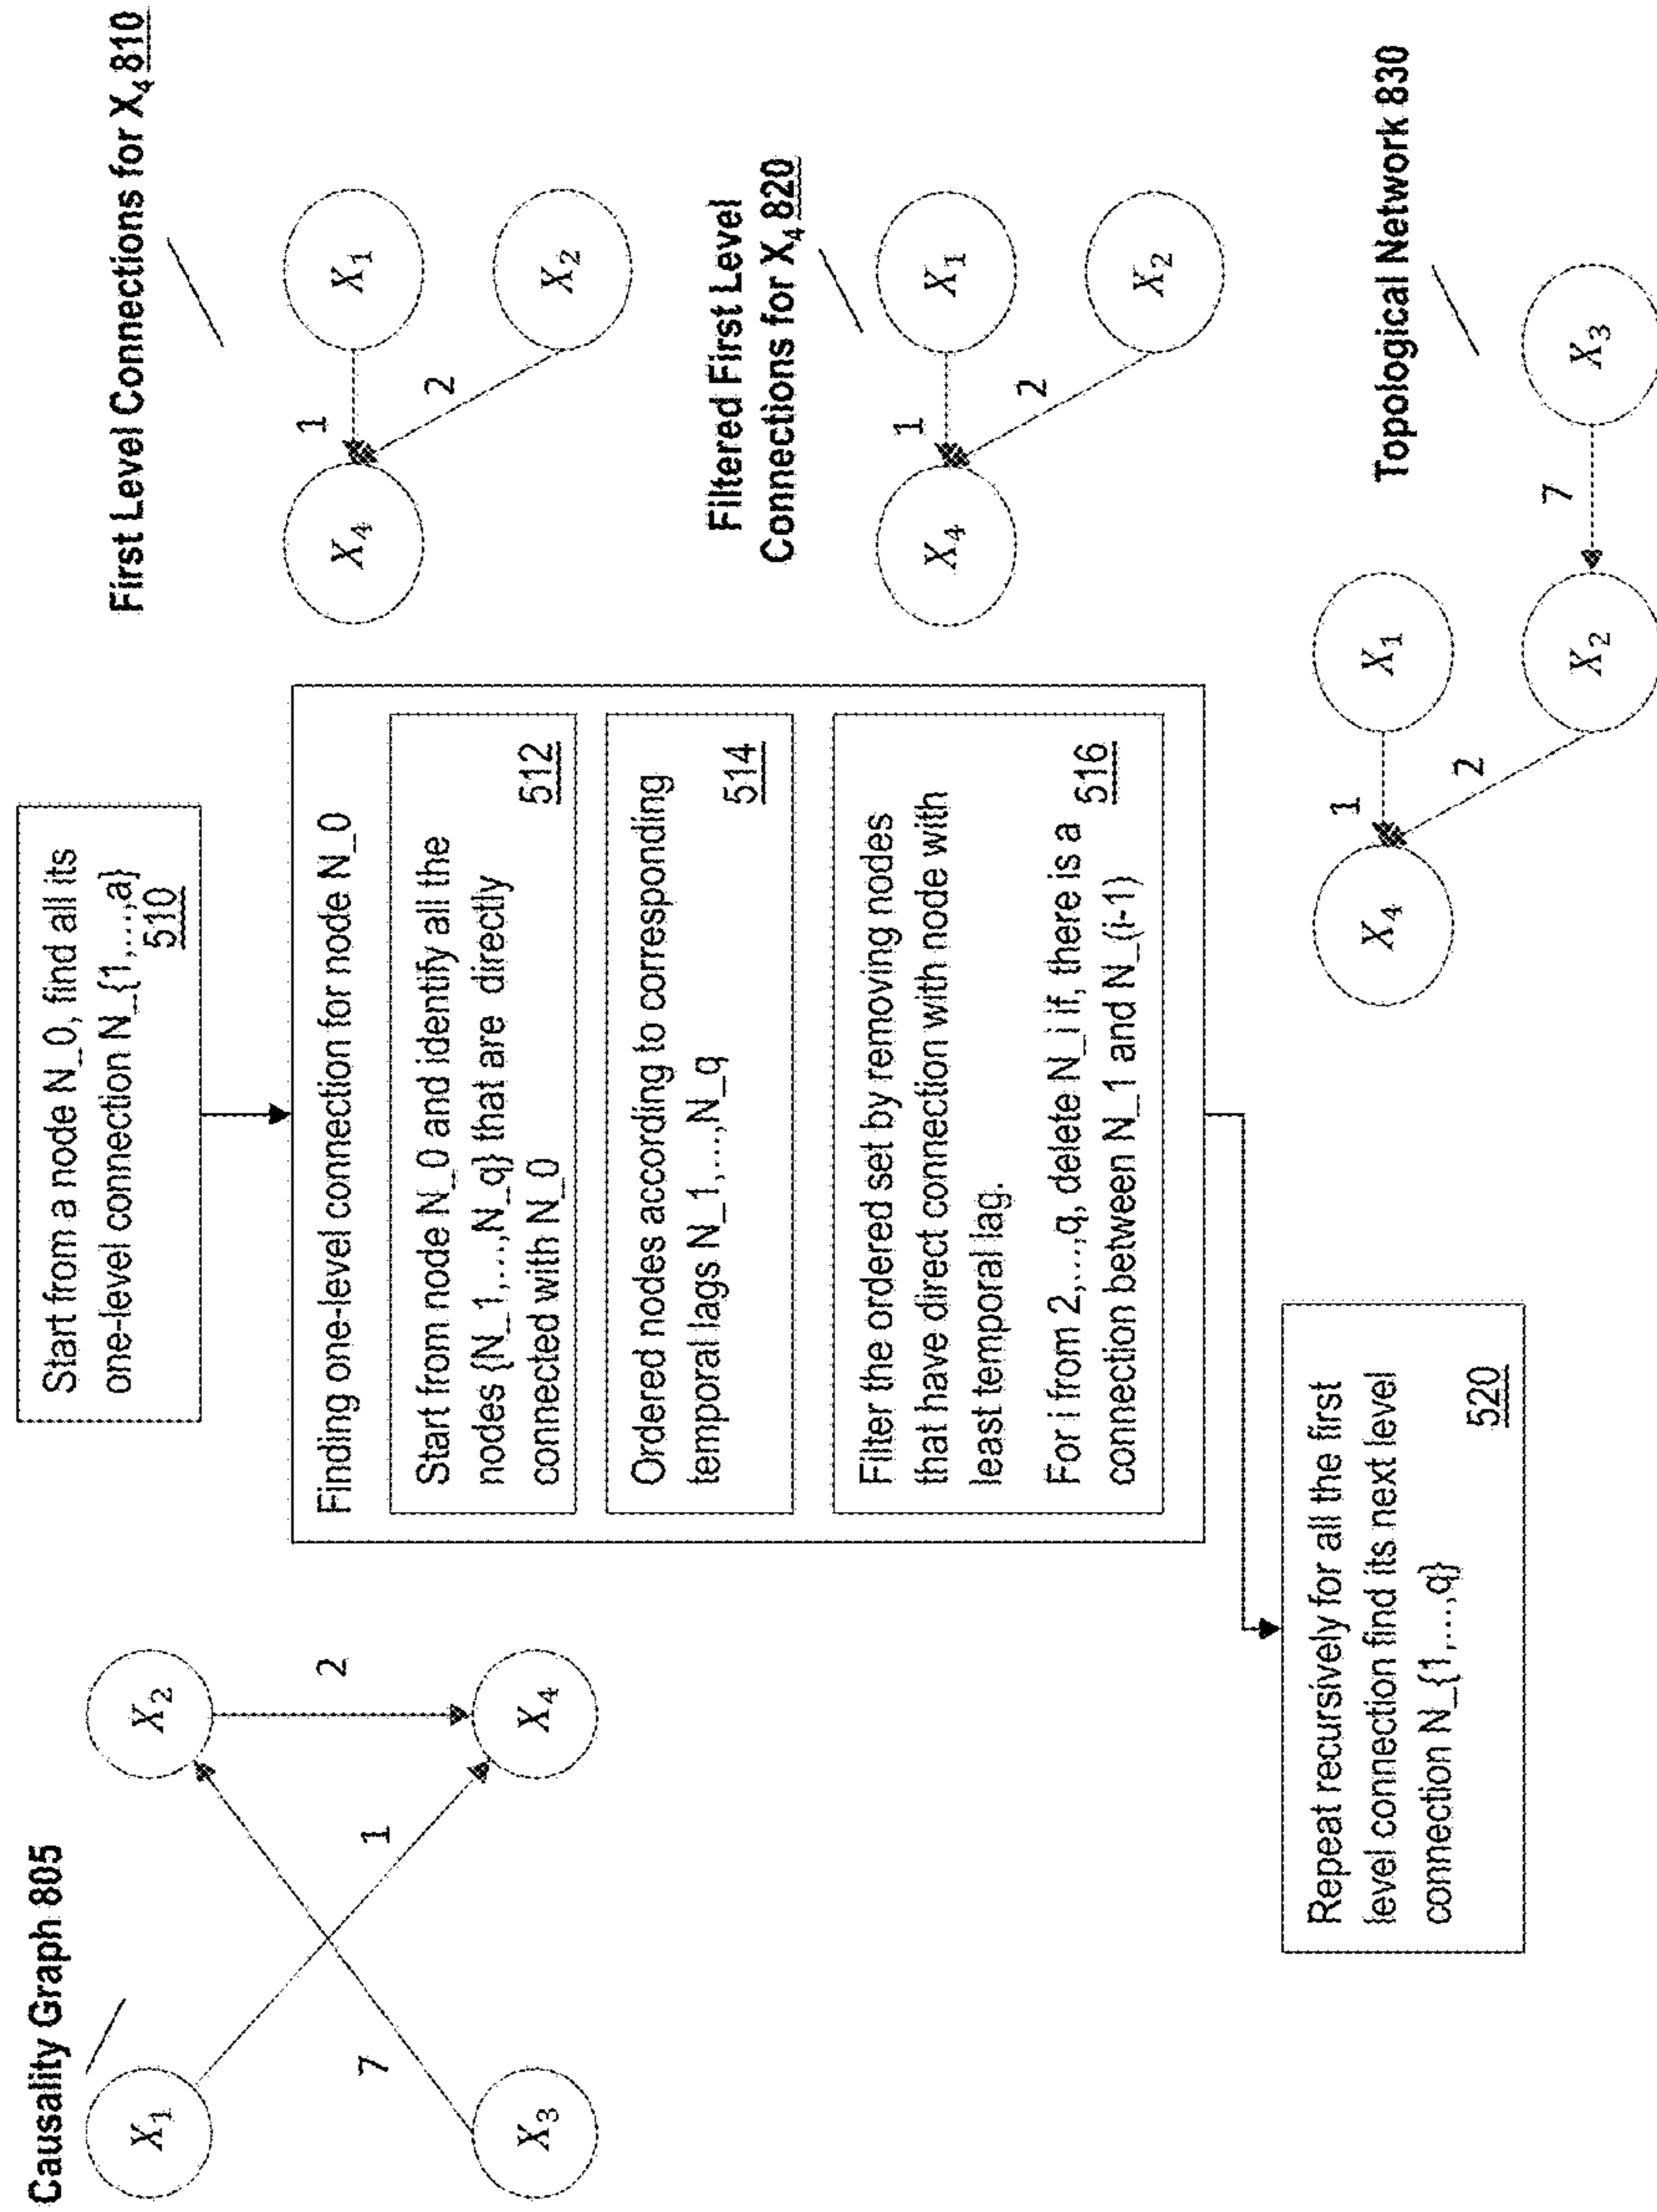 Causality Graph 805
X1
X2
X3
X4
7
1
2
Start from a node N_0, find all its
one-level connection N_{1,...,a}
510
Finding one-level connection for node N_0
Start from node N_0 and identify all the
nodes {N_1,...,N_q} that are directly
connected with N_0
512
Ordered nodes according to corresponding
temporal lags N_1,...,N_q
514
Filter the ordered set by removing nodes
that have direct connection with node with
least temporal lag.
For i from 2,...,q, delete N_i if, there is a
connection between N_1 and N_(i-1)
516
Repeat recursively for all the first
level connection find its next level
connection N_{1,...,q}
520
First Level Connections for X4 810
X4
1
X1
2
X2
Filtered First Level
Connections for X4 820
X4
1
X1
2
X2
Topological Network 830
X4
1
X1
2
X2
7
X3